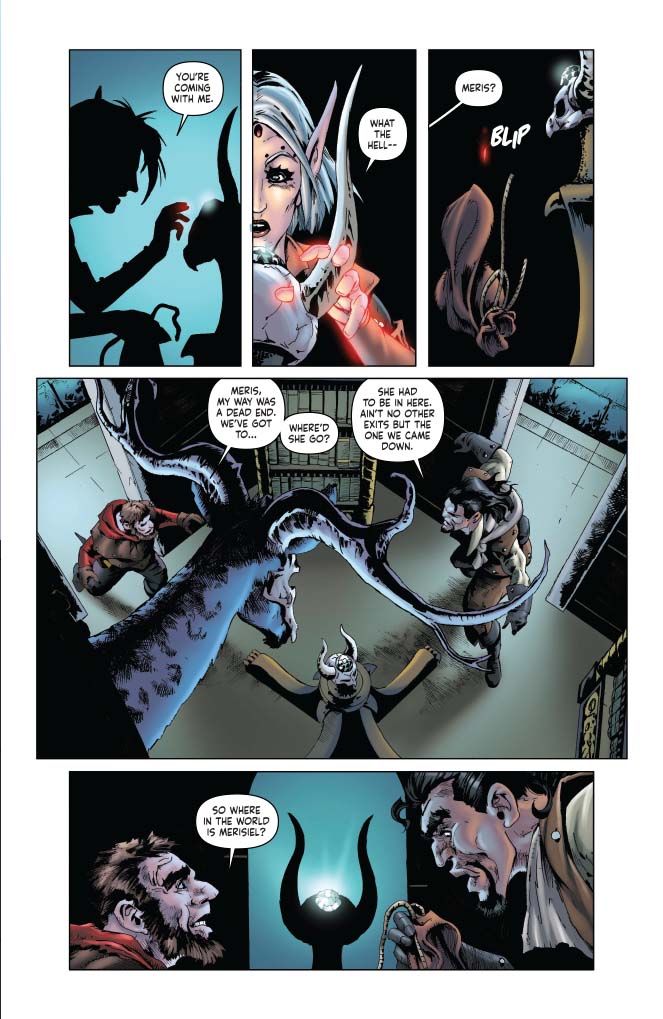 YOU'RE
COMING
WITH ME.
WHAT
THE
HELL--
MERIS?
BLIP
MERIS,
MY WAY WAS
A DEAD END.
WE'VE GOT
TO...
WHERE'D
SHE GO?
SHE HAD
TO BE IN HERE.
AIN'T NO OTHER
EXITS BUT THE
ONE WE CAME
DOWN.
SO WHERE
IN THE WORLD
IS MERISIEL?